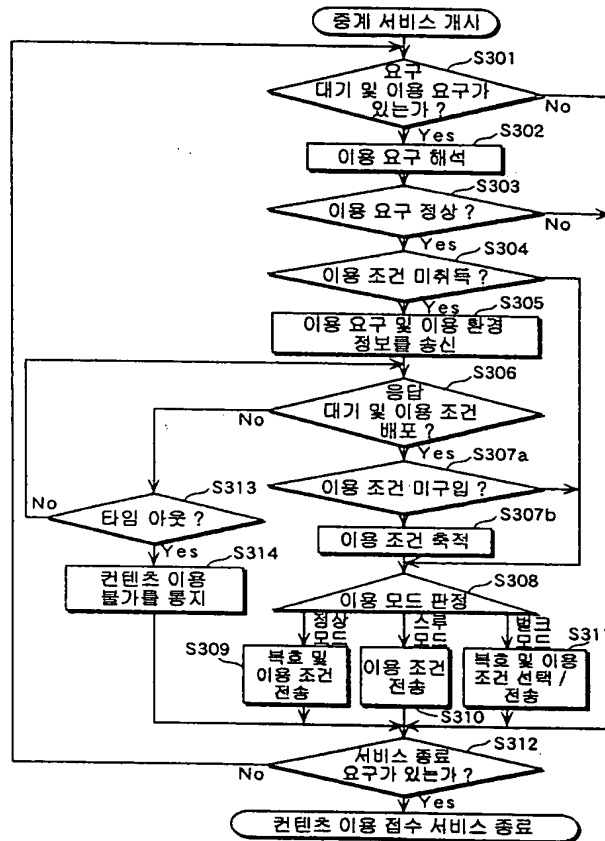 중계 서비스 개시
S301
요구
대기 및 이용 요구가
있는가 ?
No
Yes
S302
이용 요구 해석
S303
이용 요구 정상 ?
No
Yes
S304
이용 조건 미취득 ?
Yes
S305
이용 요구 및 이용 환경
정보를 송신
S306
응답
대기 및 이용 조건
배포 ?
No
Yes
S307a
이용 조건 미구입 ?
S313
No
타임 아웃 ?
S307b
이용 조건 축적
Yes
S314
컨텐츠 이용
불가를 통지
S308
이용 모드 판정
정상
모드
스루
모드
벌크
모드
S309
복호 및
이용 조건
전송
이용 조건
전송
S310
S311
복호 및 이용
조건 선택 /
전송
S312
서비스 종료
요구가 있는가 ?
No
Yes
컨텐츠 이용 접수 서비스 종료